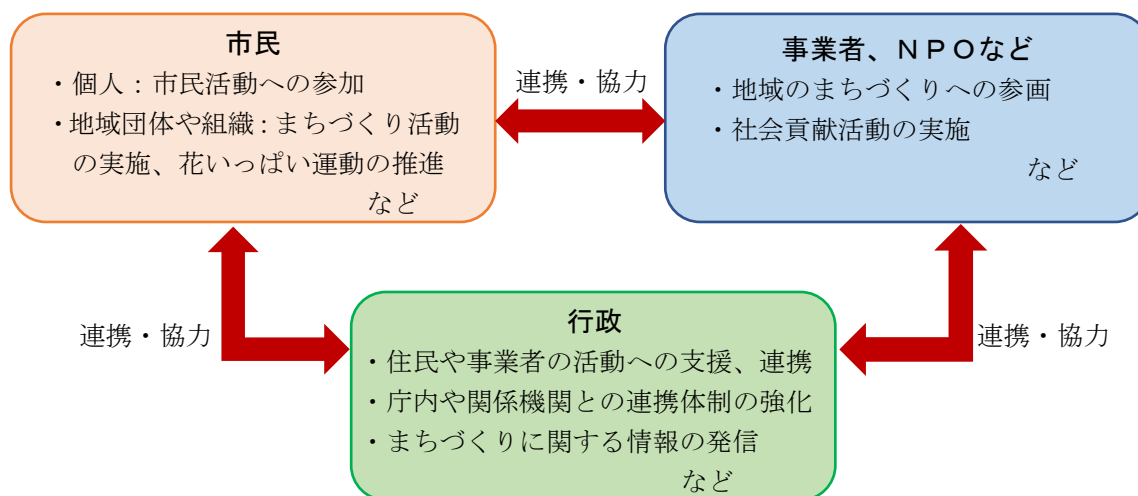 市民
・個人：市民活動への参加
・地域団体や組織：まちづくり活動
の実施、花いっぱい運動の推進
など
連携・協力
事業者、ＮＰＯなど
・地域のまちづくりへの参画
・社会貢献活動の実施
など
連携・協力
行政
・住民や事業者の活動への支援、連携
・庁内や関係機関との連携体制の強化
・まちづくりに関する情報の発信
など
連携・協力